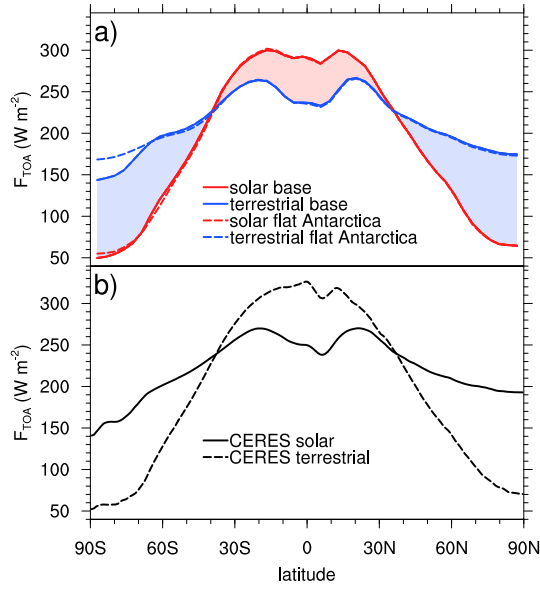 a)
300
250
200
150
100
50
F_TOA (W m⁻²)
solar base
terrestrial base
solar flat Antarctica
terrestrial flat Antarctica
b)
300
250
200
150
100
50
F_TOA (W m⁻²)
CERES solar
CERES terrestrial
90S 60S 30S 0 30N 60N 90N
latitude